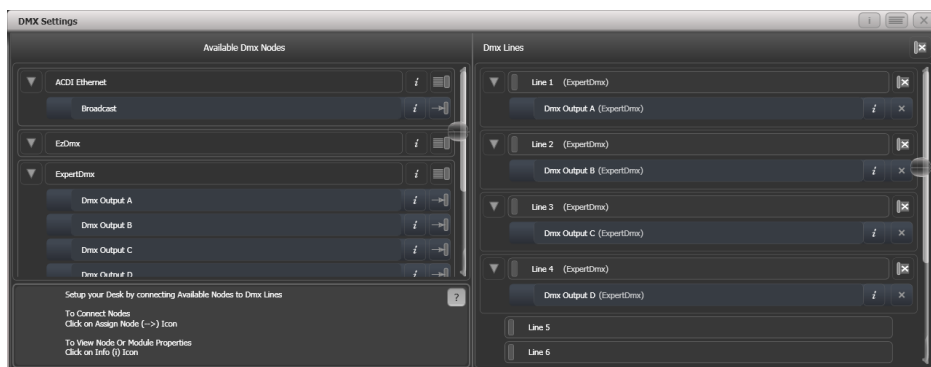 DMX Settings
Available Dmx Nodes
ACDI Ethernet
i
Broadcast
i
EzDmx
i
ExpertDmx
i
Dmx Output A
i
Dmx Output B
i
Dmx Output C
i
Dmx Output D
i
Setup your Desk by connecting Available Nodes to Dmx Lines
?
To Connect Nodes
Click on Assign Node (-->) Icon
To View Node Or Module Properties
Click on Info (i) Icon
i
X
Dmx Lines
Line 1 (ExpertDmx)
Dmx Output A (ExpertDmx)
i
Line 2 (ExpertDmx)
Dmx Output B (ExpertDmx)
i
Line 3 (ExpertDmx)
Dmx Output C (ExpertDmx)
i
Line 4 (ExpertDmx)
Dmx Output D (ExpertDmx)
i
Line 5
Line 6